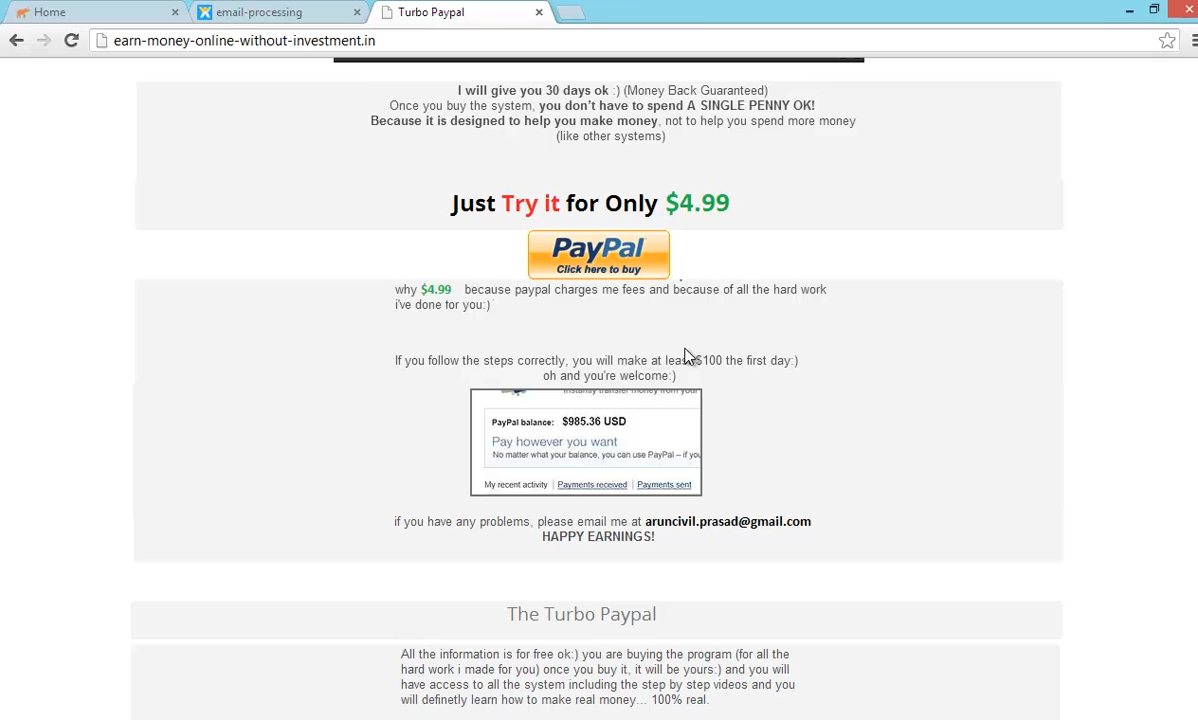 Home
email-processing
Turbo Paypal
earn-money-online-without-investment.in
I will give you 30 days ok :) (Money Back Guaranteed)
Once you buy the system, you don't have to spend A SINGLE PENNY OK!
Because it is designed to help you make money, not to help you spend more money
(like other systems)
Just Try it for Only $4.99
PayPal
Click here to buy
why $4.99 because paypal charges me fees and because of all the hard work
i've done for you:)
If you follow the steps correctly, you will make at least $100 the first day:)
oh and you're welcome:)
PayPal balance: $985.36 USD
Pay however you want
No matter what your balance, you can use PayPal – if you
My recent activity | Payments received | Payments sent
if you have any problems, please email me at aruncivil.prasad@gmail.com
HAPPY EARNINGS!
The Turbo Paypal
All the information is for free ok:) you are buying the program (for all the
hard work i made for you) once you buy it, it will be yours:) and you will
have access to all the system including the step by step videos and you
will definetly learn how to make real money... 100% real.